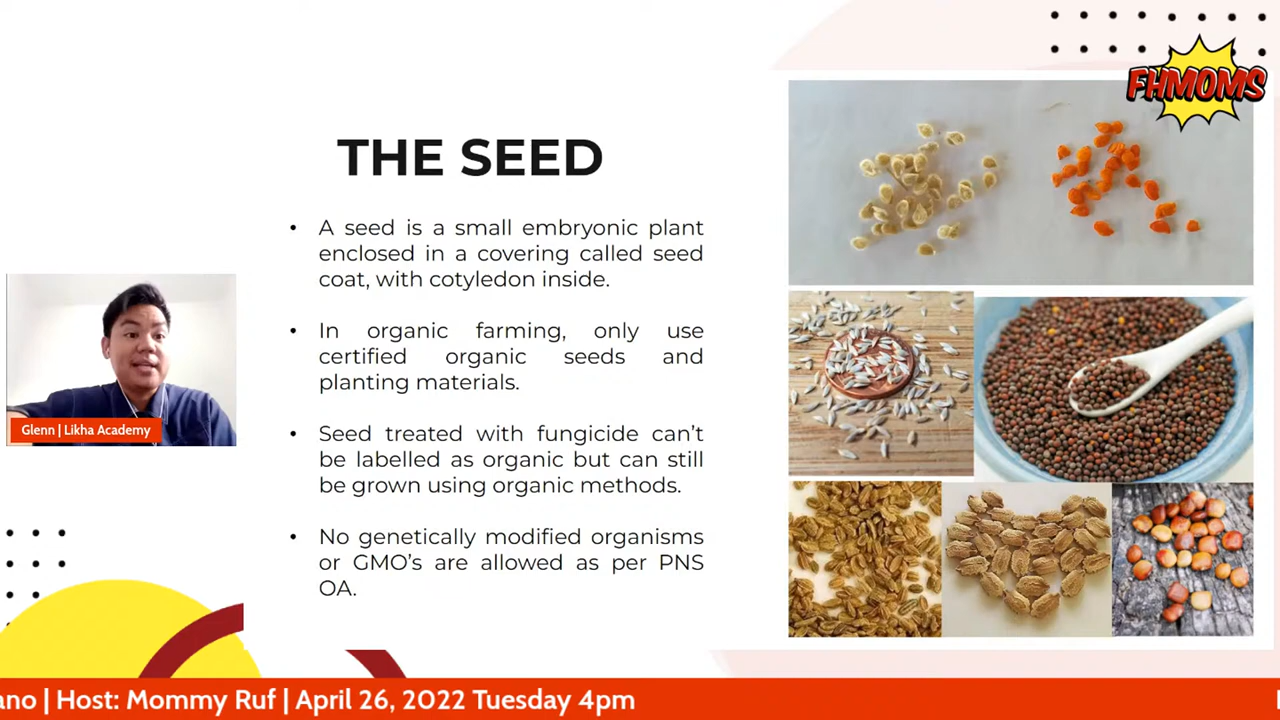 FHMOMS
THE SEED
• A seed is a small embryonic plant
enclosed in a covering called seed
coat, with cotyledon inside.
• In organic farming, only use
certified organic seeds and
planting materials.
• Seed treated with fungicide can't
be labelled as organic but can still
be grown using organic methods.
• No genetically modified organisms
or GMO's are allowed as per PNS
OA.
Glenn | Likha Academy
ano | Host: Mommy Ruf | April 26, 2022 Tuesday 4pm